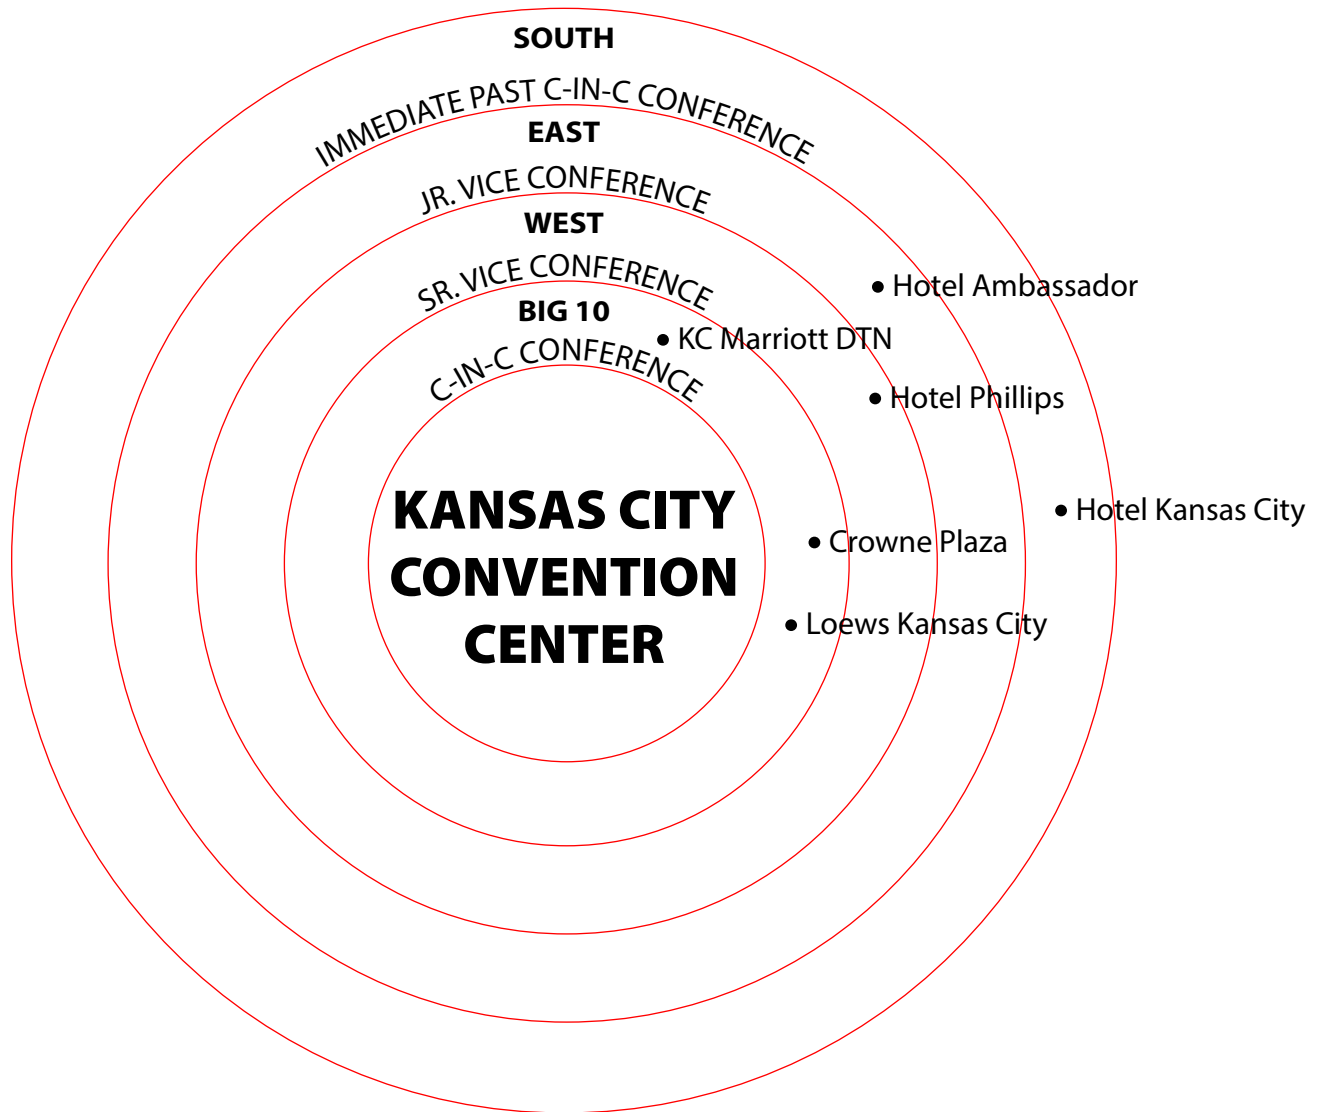 SOUTH
IMMEDIATE PAST C-IN-C CONFERENCE
EAST
JR. VICE CONFERENCE
WEST
SR. VICE CONFERENCE
BIG 10
C-IN-C CONFERENCE
• Hotel Ambassador
• KC Marriott DTN
• Hotel Phillips
KANSAS CITY
CONVENTION
CENTER
• Hotel Kansas City
• Crowne Plaza
• Loews Kansas City